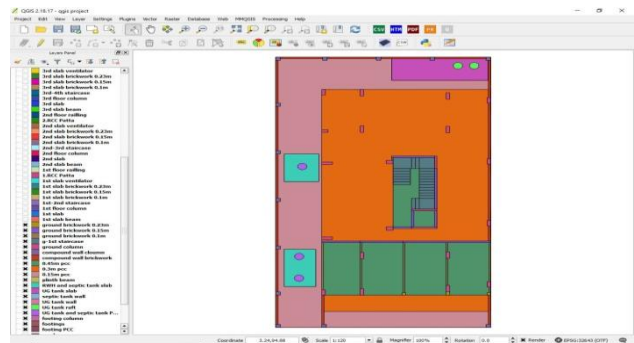 QGIS 2.18.17 - qgis project
Project Edit View Layer Settings Plugins Vector Raster Database Web MMQGIS Processing Help
CSV HTM PDF
Layers Panel
3rd slab ventilator
3rd slab brickwork 0.23m
3rd slab brickwork 0.15m
3rd slab brickwork 0.1m
3rd-4th staircase
3rd floor column
3rd slab
3rd slab beam
2nd floor railing
2.RCC Patta
2nd slab ventilator
2nd slab brickwork 0.23m
2nd slab brickwork 0.15m
2nd slab brickwork 0.1m
2nd-3rd staircase
2nd floor column
2nd slab
2nd slab beam
1st floor railing
1.RCC Patta
1st slab ventilator
1st slab brickwork 0.23m
1st slab brickwork 0.15m
1st slab brickwork 0.1m
1st-2nd staircase
1st floor column
1st slab
1st slab beam
ground brickwork 0.23m
ground brickwork 0.15m
ground brickwork 0.1m
g-1st staircase
ground column
compound wall column
compound wall brickwork
0.45m pcc
0.3m pcc
0.15m pcc
plinth beam
RWH and septic tank slab
UG tank slab
septic tank wall
UG tank wall
UG tank raft
UG tank and septic tank P...
footing column
footings
footing PCC
Coordinate 3.24,94.88 Scale 1:120 Magnifier 100% Rotation 0.0 Render EPSG:32643 (OTF)